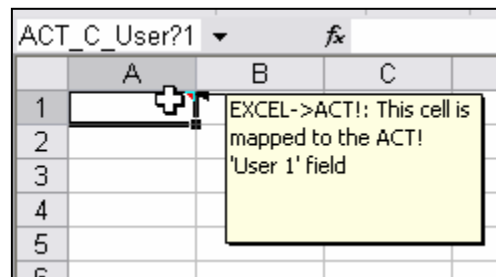 ACT_C_User?1 fx
A B C
1 EXCEL->ACT!: This cell is
2 mapped to the ACT!
3 'User 1' field
4
5
6